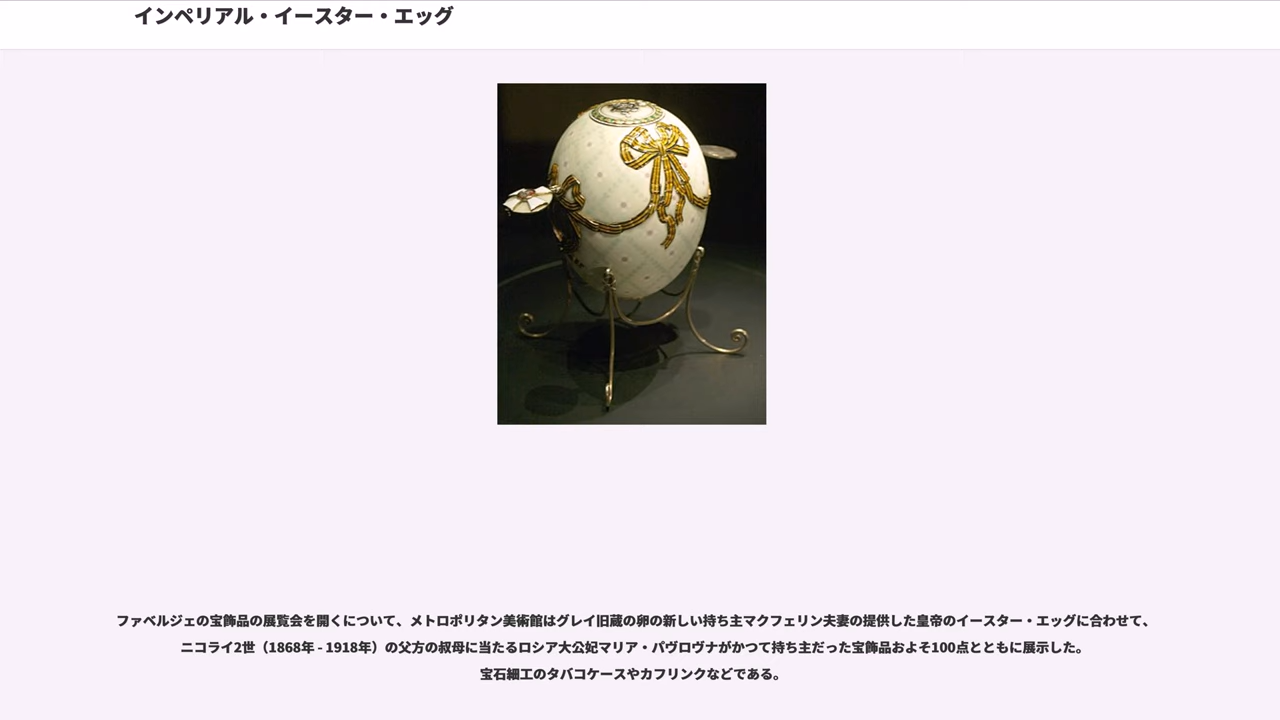 インペリアル・イースター・エッグ
ファベルジェの宝飾品の展覧会を開くについて、メトロポリタン美術館はグレイ旧蔵の卵の新しい持ち主マクフェリン夫妻の提供した皇帝のイースター・エッグに合わせて、
ニコライ2世（1868年 - 1918年）の父方の叔母に当たるロシア大公妃マリア・パヴロヴナがかつて持ち主だった宝飾品およそ100点とともに展示した。
宝石細工のタバコケースやカフリンクなどである。